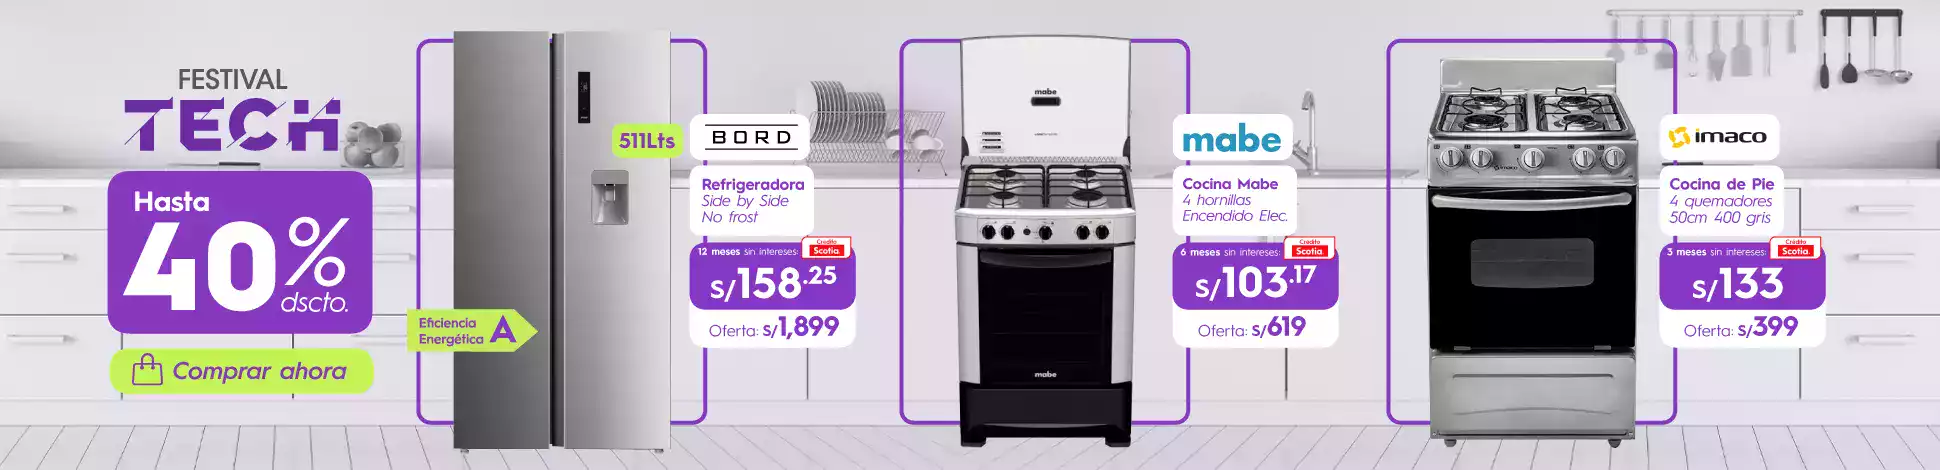 FESTIVAL
TECH
Hasta
40%
dscto.
Comprar ahora
511Lts
BORD
Refrigeradora
Side by Side
No frost
12 meses sin intereses:
Crédito
Scotia
S/158.25
Oferta: S/1,899
Eficiencia
Energética
A
mabe
mabe
mabe
Cocina Mabe
4 hornillas
Encendido Elec.
6 meses sin intereses:
Crédito
Scotia
S/103.17
Oferta: S/619
imaco
imaco
Cocina de Pie
4 quemadores
50cm 400 gris
3 meses sin intereses:
Crédito
Scotia
S/133
Oferta: S/399